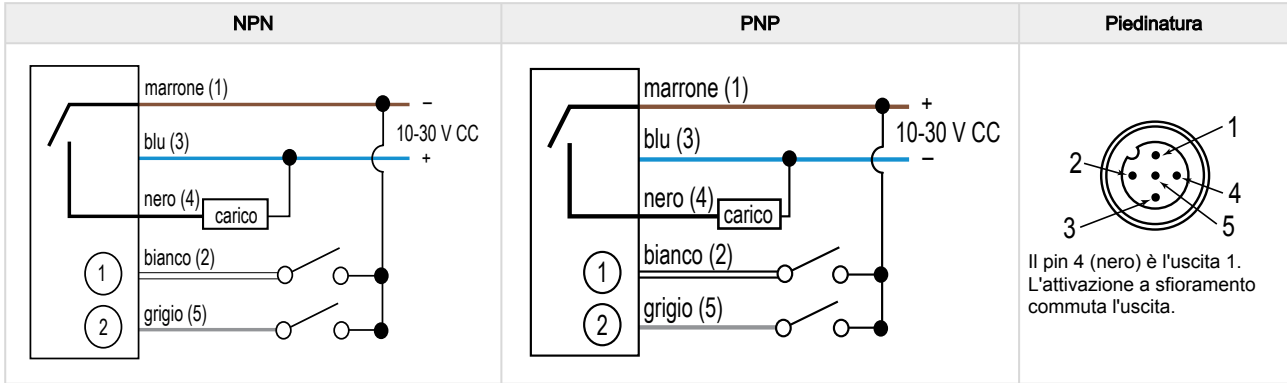 NPN
PNP
Piedinatura
marrone (1)
–
10-30 V CC
blu (3)
+
nero (4)
carico
bianco (2)
1
grigio (5)
2
marrone (1)
+
10-30 V CC
blu (3)
–
nero (4)
carico
bianco (2)
1
grigio (5)
2
1
2
4
3
5
Il pin 4 (nero) è l'uscita 1.
L'attivazione a sfioramento
commuta l'uscita.